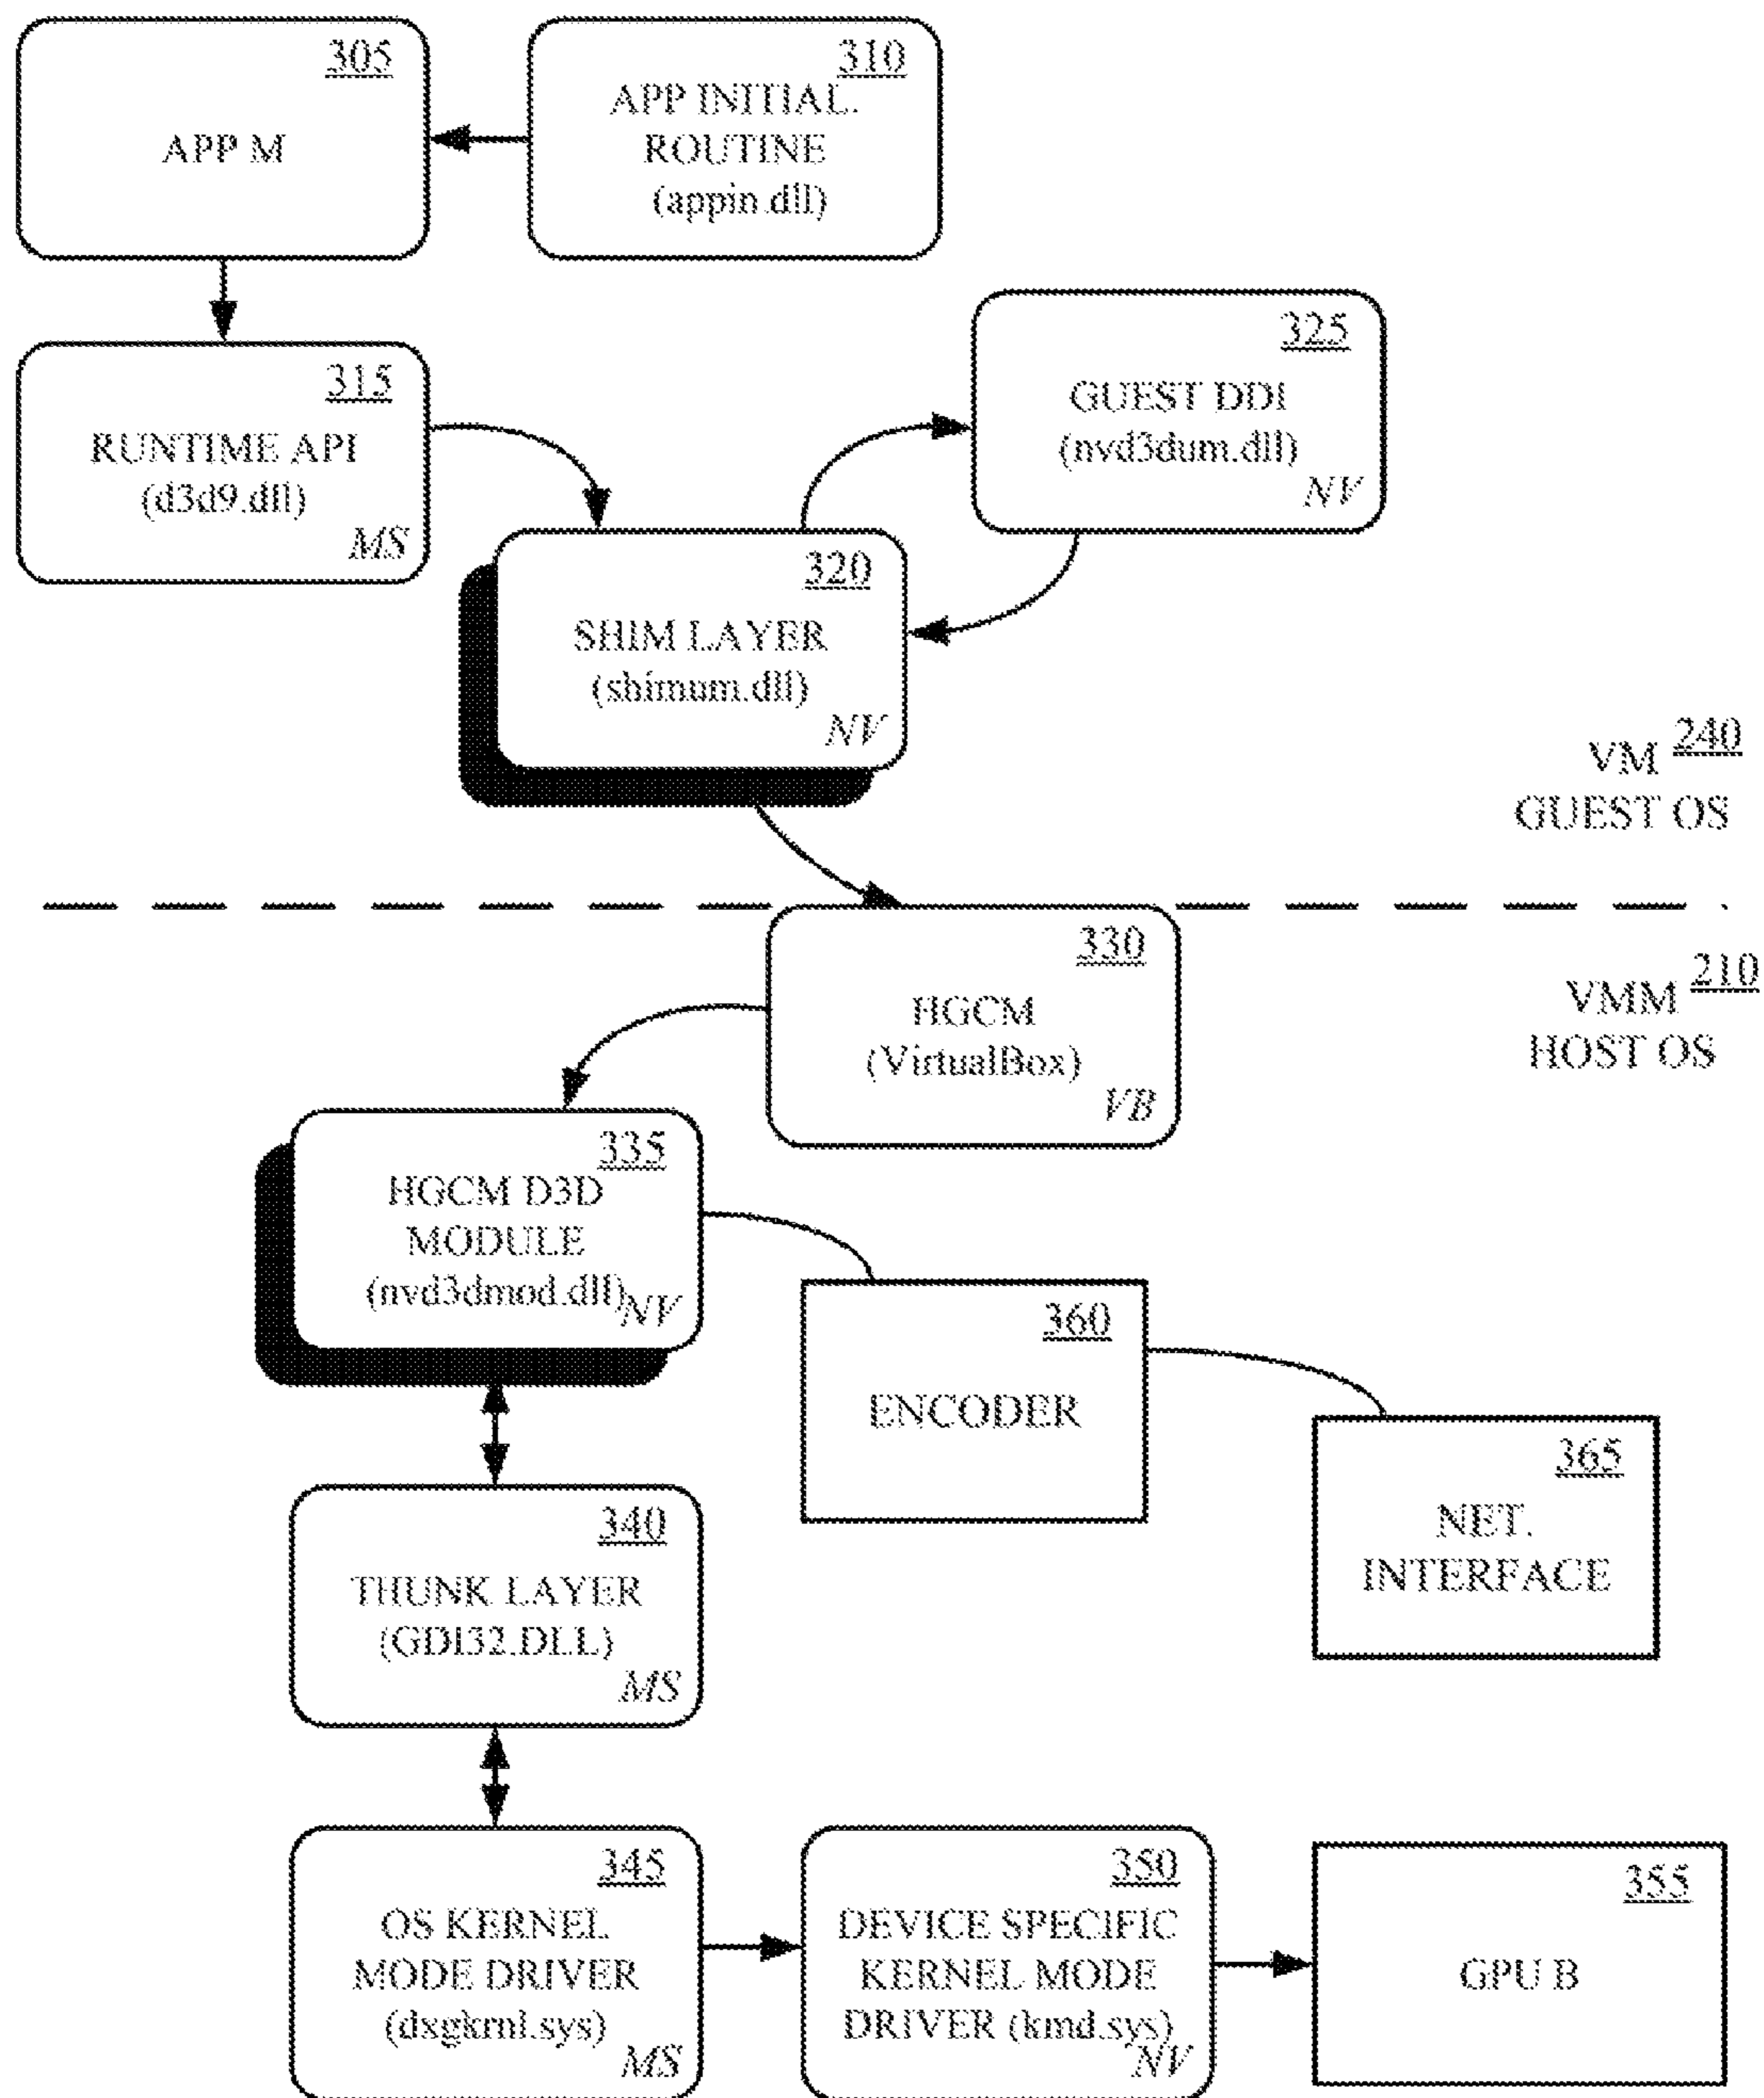 305
APP M
310
APP INITIAL.
ROUTINE
(appin.dll)
315
RUNTIME API
(d3d9.dll)
MS
325
GUEST DDI
(nvd3dum.dll)
NV
320
SHIM LAYER
(shimum.dll)
NV
VM 240
GUEST OS
330
HGCM
(VirtualBox)
VB
VMM 210
HOST OS
335
HGCM D3D
MODULE
(nvd3dmod.dll)
NV
360
ENCODER
365
NET.
INTERFACE
340
THUNK LAYER
(GDI32.DLL)
MS
345
OS KERNEL
MODE DRIVER
(dxgkrnl.sys)
MS
350
DEVICE SPECIFIC
KERNEL MODE
DRIVER (kmd.sys)
NV
355
GPU B